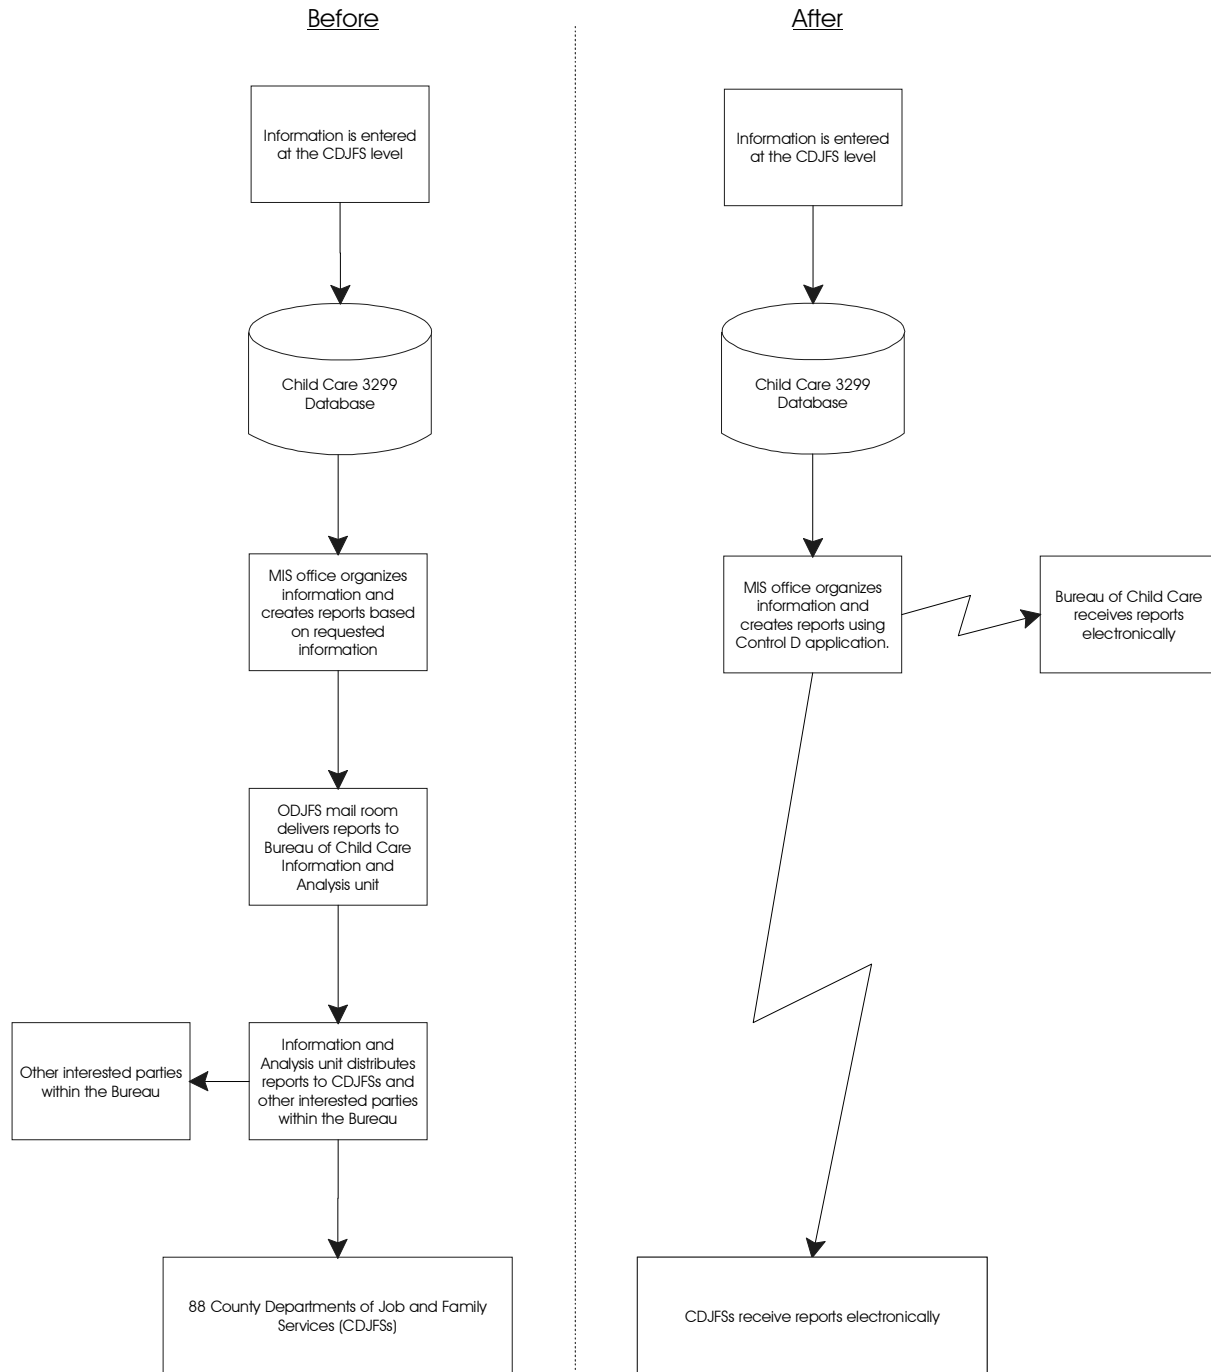 Before
Information is entered
at the CDJFS level
Child Care 3299
Database
MIS office organizes
information and
creates reports based
on requested
information
ODJFS mail room
delivers reports to
Bureau of Child Care
Information and
Analysis unit
Other interested parties
within the Bureau
Information and
Analysis unit distributes
reports to CDJFSs and
other interested parties
within the Bureau
88 County Departments of Job and Family
Services (CDJFSs)
After
Information is entered
at the CDJFS level
Child Care 3299
Database
MIS office organizes
information and
creates reports using
Control D application.
Bureau of Child Care
receives reports
electronically
CDJFSs receive reports electronically